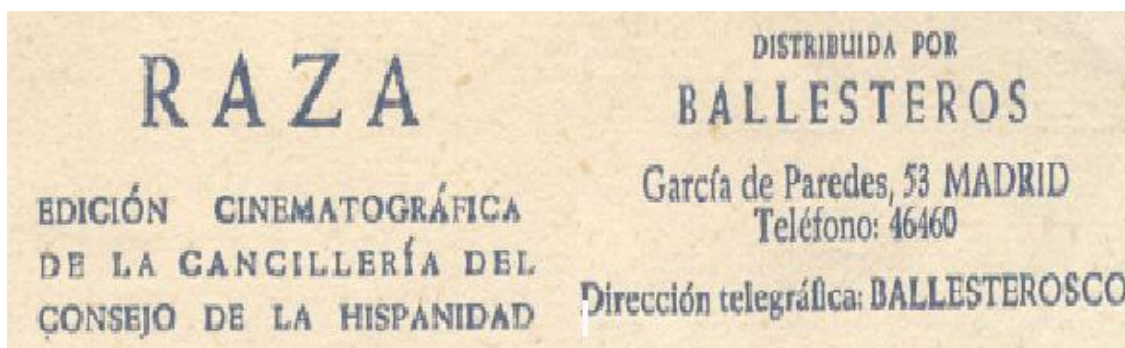 RAZA
EDICIÓN CINEMATOGRÁFICA
DE LA CANCILLERÍA DEL
CONSEJO DE LA HISPANIDAD
DISTRIBUIDA POR
BALLESTEROS
García de Paredes, 53 MADRID
Teléfono: 46460
Dirección telegráfica: BALLESTEROSCO